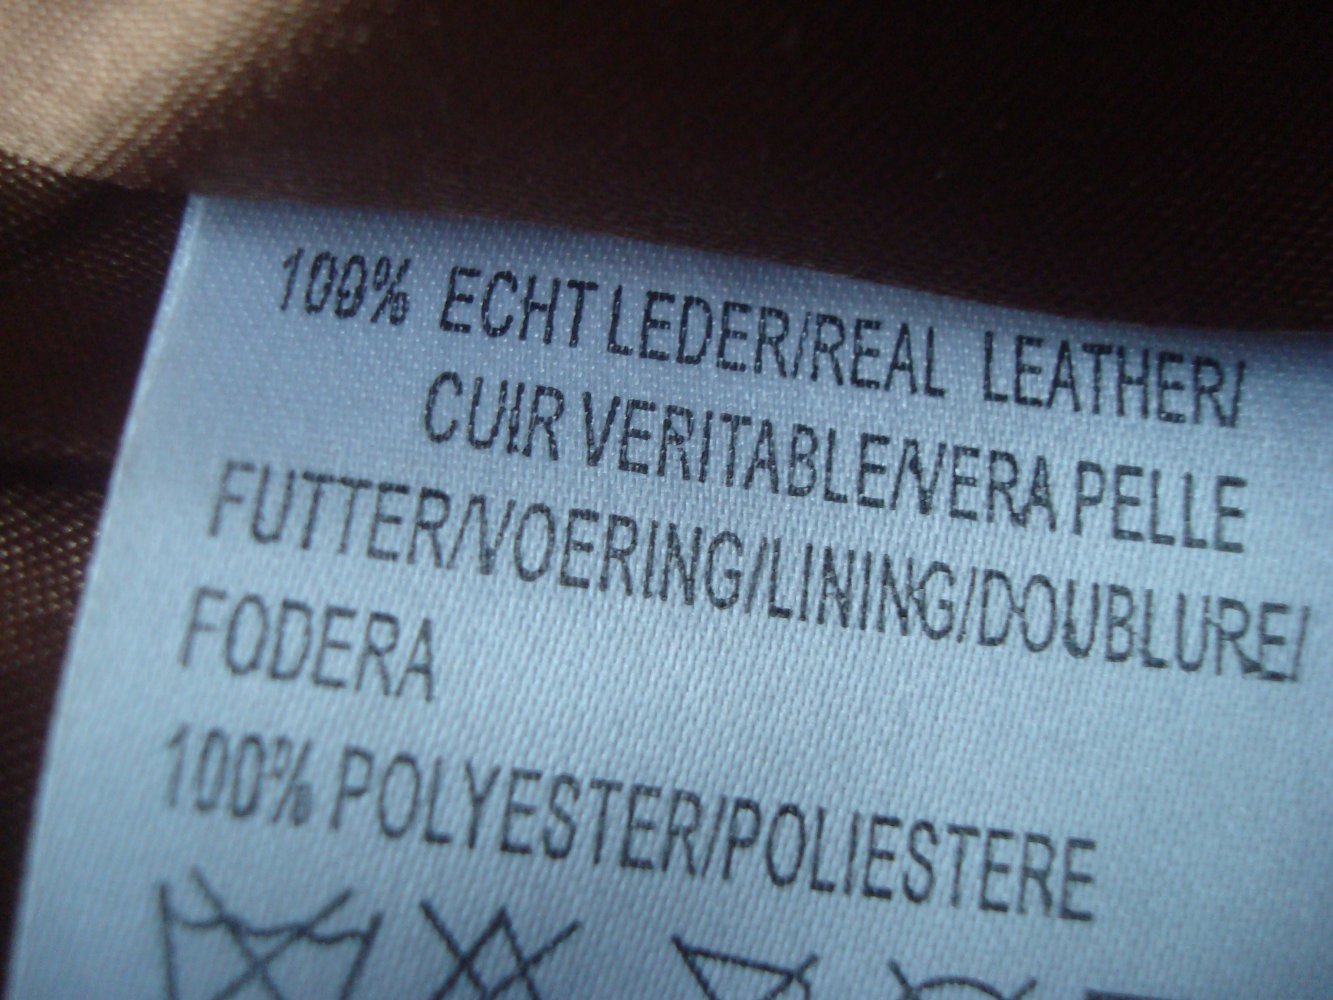 100% ECHT LEDER/REAL LEATHER/
CUIR VERITABLE/VERA PELLE
FUTTER/VOERING/LINING/DOUBLURE/
FODERA
100% POLYESTER/POLIESTERE